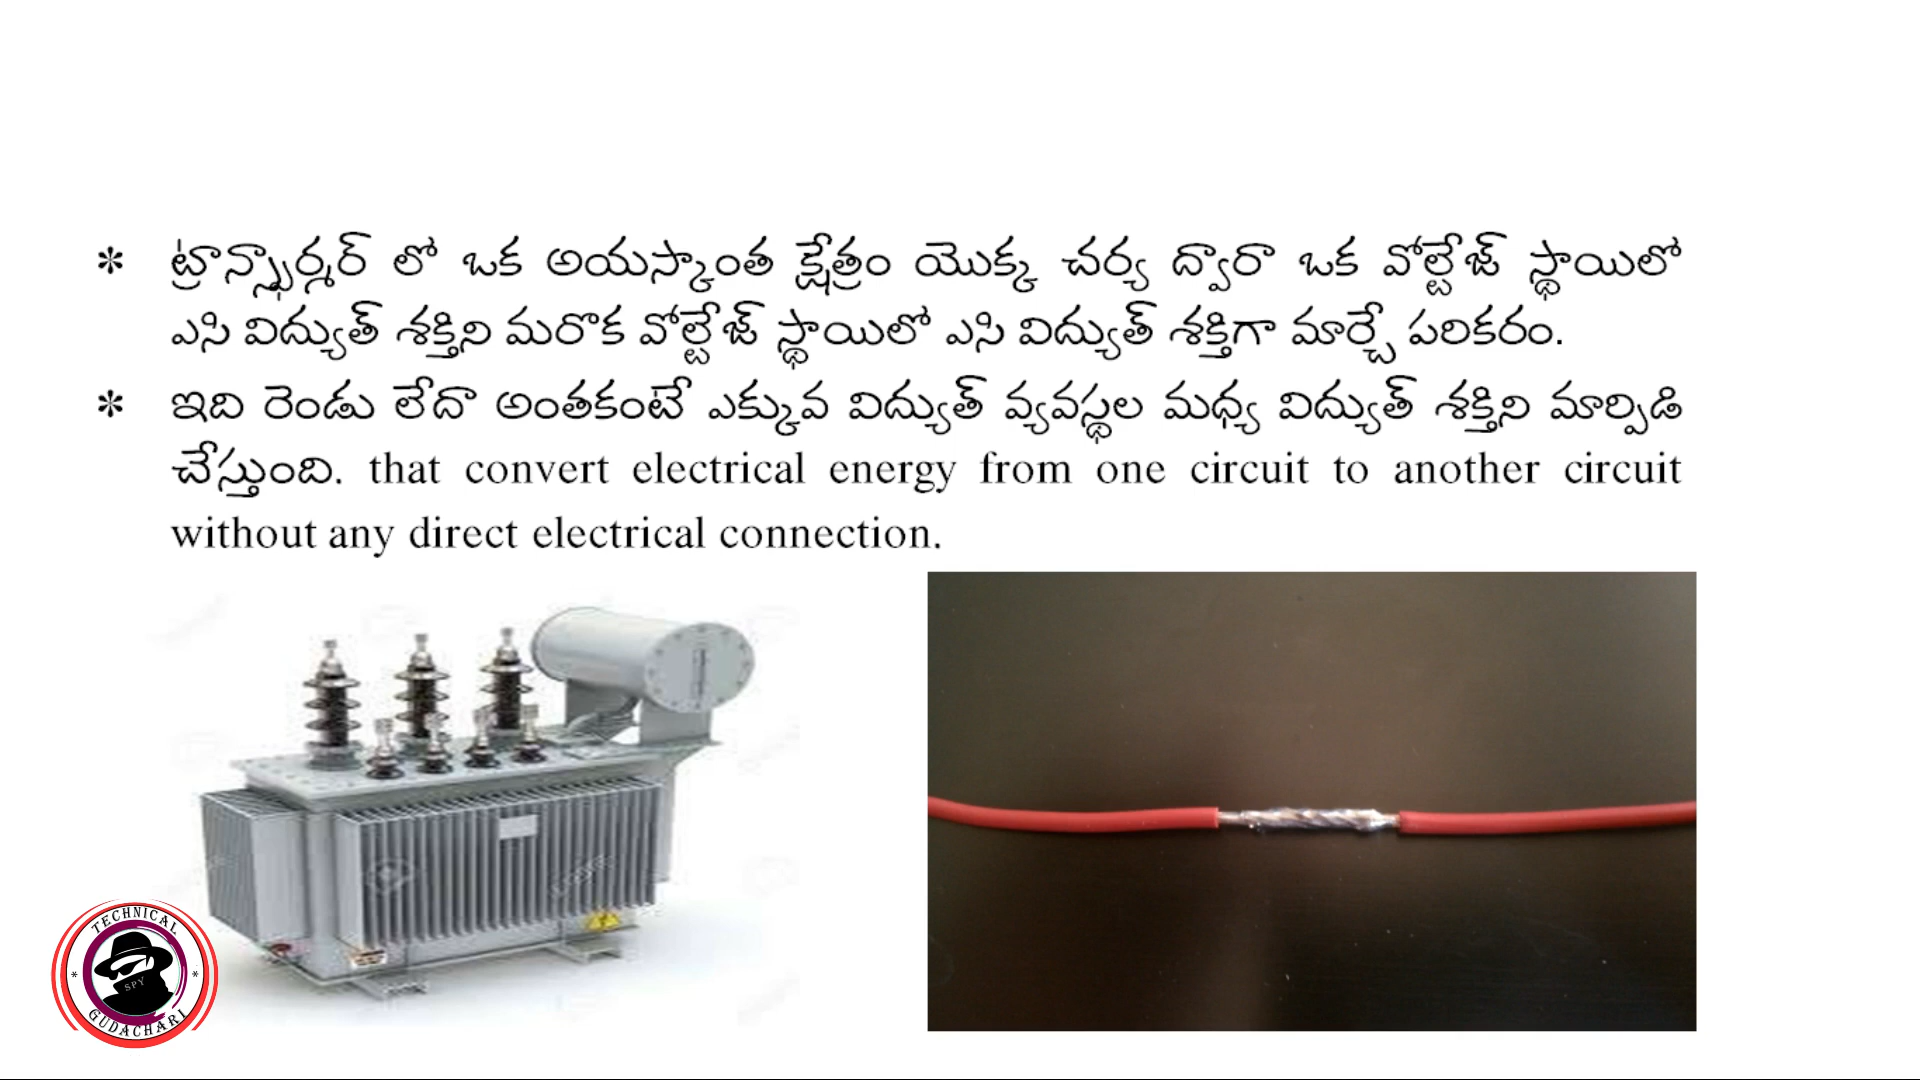 * ట్రాన్స్ఫార్మర్ లో ఒక అయస్కాంత క్షేత్రం యొక్క చర్య ద్వారా ఒక వోల్టేజ్ స్థాయిలో
ఎసి విద్యుత్ శక్తిని మరొక వోల్టేజ్ స్థాయిలో ఎసి విద్యుత్ శక్తిగా మార్చే పరికరం.
* ఇది రెండు లేదా అంతకంటే ఎక్కువ విద్యుత్ వ్యవస్థల మధ్య విద్యుత్ శక్తిని మార్పిడి
చేస్తుంది. that convert electrical energy from one circuit to another circuit
without any direct electrical connection.
TECHNICAL
SPY
GUDACHARI